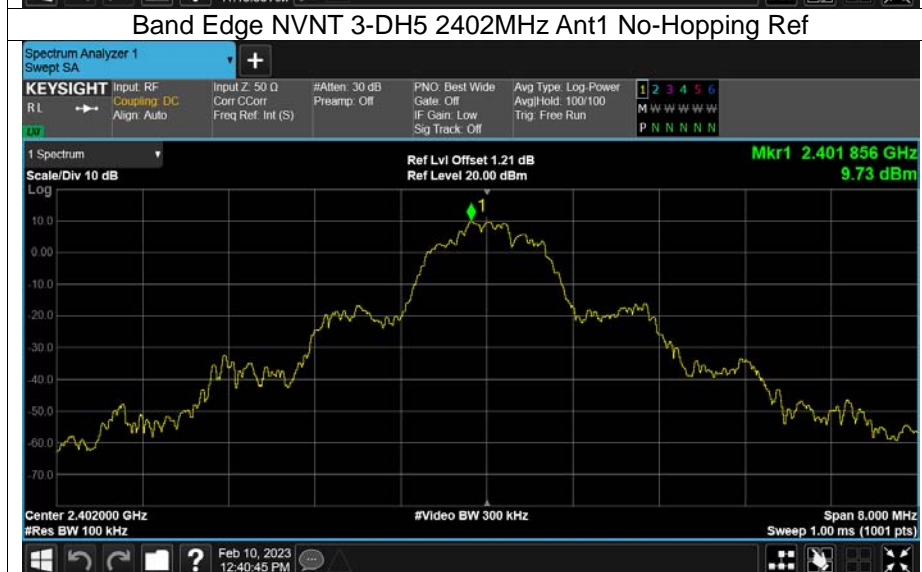 Band Edge NVNT 3-DH5 2402MHz Ant1 No-Hopping Ref
Spectrum Analyzer 1
Swept SA
+
KEYSIGHT
R L
LXI
Input: RF
Coupling: DC
Align: Auto
Input Z: 50 Ω
Corr CCorr
Freq Ref: Int (S)
#Atten: 30 dB
Preamp: Off
PNO: Best Wide
Gate: Off
IF Gain: Low
Sig Track: Off
Avg Type: Log-Power
Avg|Hold: 100/100
Trig: Free Run
1 2 3 4 5 6
M W W W W W
P N N N N N
1 Spectrum
Scale/Div 10 dB
Log
Ref Lvl Offset 1.21 dB
Ref Level 20.00 dBm
Mkr1 2.401 856 GHz
9.73 dBm
1
10.0
0.00
-10.0
-20.0
-30.0
-40.0
-50.0
-60.0
-70.0
Center 2.402000 GHz
#Res BW 100 kHz
#Video BW 300 kHz
Span 8.000 MHz
Sweep 1.00 ms (1001 pts)
?
Feb 10, 2023
12:40:45 PM